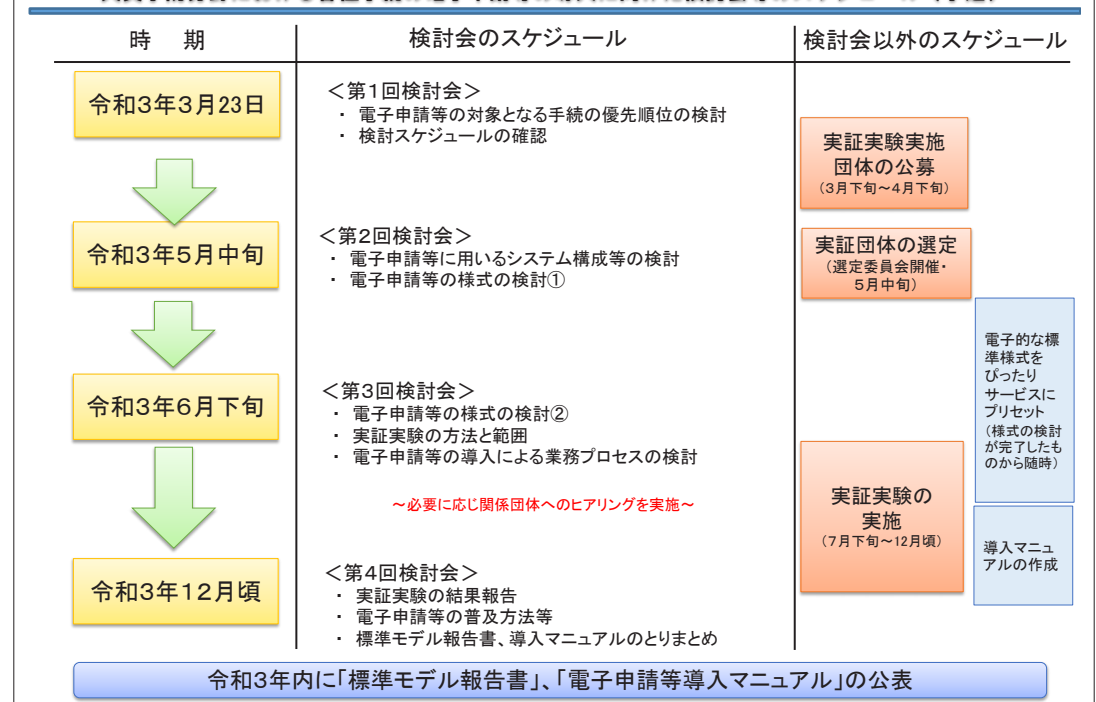 時　期
検討会のスケジュール
検討会以外のスケジュール
令和3年3月23日
＜第1回検討会＞
・ 電子申請等の対象となる手続の優先順位の検討
・ 検討スケジュールの確認
実証実験実施
団体の公募
（3月下旬～4月下旬）
令和3年5月中旬
＜第2回検討会＞
・ 電子申請等に用いるシステム構成等の検討
・ 電子申請等の様式の検討①
実証団体の選定
（選定委員会開催・
5月中旬）
電子的な標
準様式を
ぴったり
サービスに
プリセット
（様式の検討
が完了したも
のから随時）
令和3年6月下旬
＜第3回検討会＞
・ 電子申請等の様式の検討②
・ 実証実験の方法と範囲
・ 電子申請等の導入による業務プロセスの検討
～必要に応じ関係団体へのヒアリングを実施～
実証実験の
実施
（7月下旬～12月頃）
導入マニュ
アルの作成
令和3年12月頃
＜第4回検討会＞
・ 実証実験の結果報告
・ 電子申請等の普及方法等
・ 標準モデル報告書、導入マニュアルのとりまとめ
令和3年内に「標準モデル報告書」、「電子申請等導入マニュアル」の公表